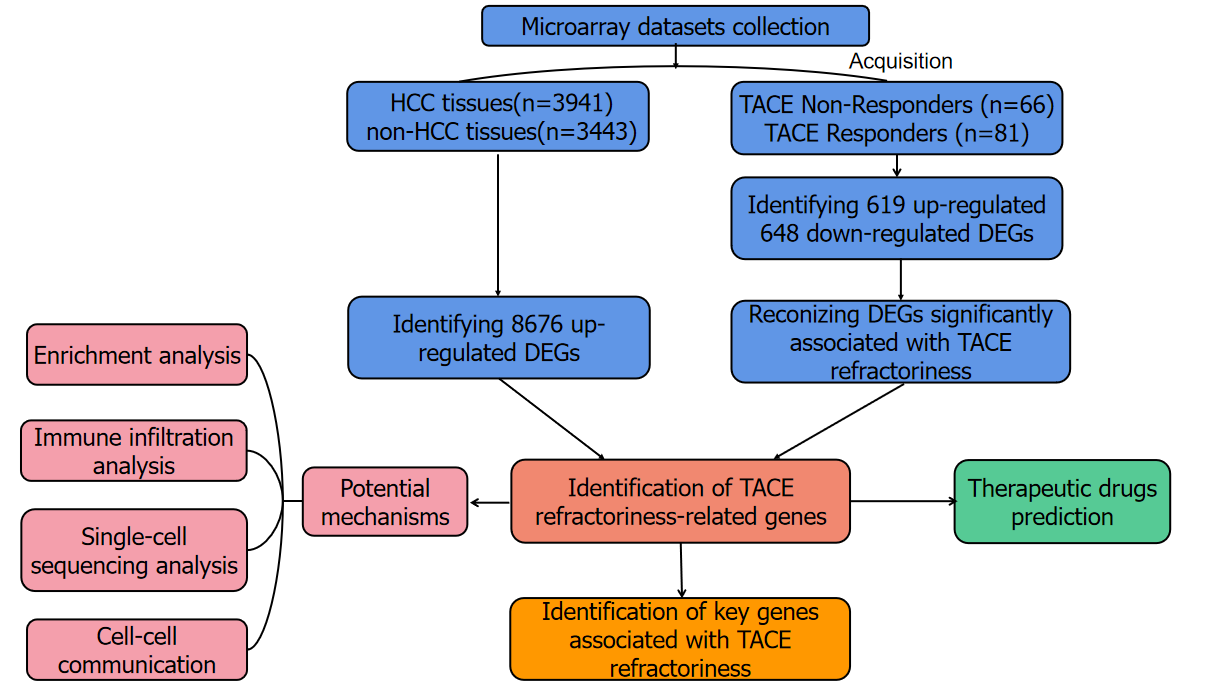 Microarray datasets collection
Acquisition
HCC tissues(n=3941)
non-HCC tissues(n=3443)
TACE Non-Responders (n=66)
TACE Responders (n=81)
Identifying 619 up-regulated
648 down-regulated DEGs
Identifying 8676 up-
regulated DEGs
Reconizing DEGs significantly
associated with TACE
refractoriness
Enrichment analysis
Immune infiltration
analysis
Single-cell
sequencing analysis
Cell-cell
communication
Potential
mechanisms
Identification of TACE
refractoriness-related genes
Therapeutic drugs
prediction
Identification of key genes
associated with TACE
refractoriness